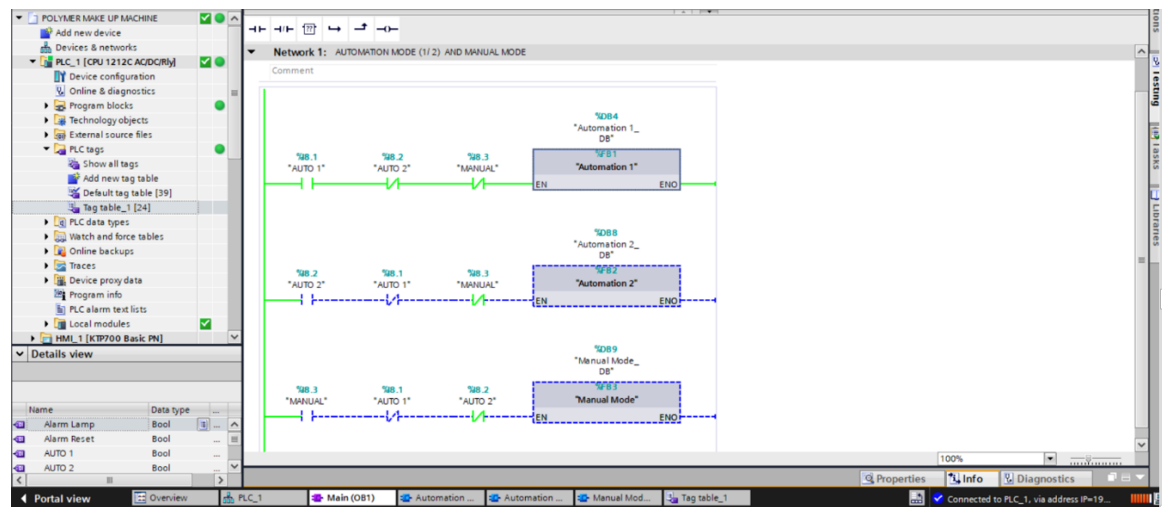 POLYMER MAKE UP MACHINE
Add new device
Devices & networks
PLC_1 [CPU 1212C AC/DC/Rly]
Device configuration
Online & diagnostics
Program blocks
Technology objects
External source files
PLC tags
Show all tags
Add new tag table
Default tag table [39]
Tag table_1 [24]
PLC data types
Watch and force tables
Online backups
Traces
Device proxy data
Program info
PLC alarm text lists
Local modules
HMI_1 [KTP700 Basic PN]
Details view
Name Data type ...
Alarm Lamp Bool ...
Alarm Reset Bool ...
AUTO 1 Bool ...
AUTO 2 Bool ...
Network 1: AUTOMATION MODE (1/2) AND MANUAL MODE
Comment
%DB4
"Automation 1_
DB"
%I8.1 %I8.2 %I8.3 %FB1
"AUTO 1" "AUTO 2" "MANUAL" "Automation 1"
EN ENO
%DB8
"Automation 2_
DB"
%I8.2 %I8.1 %I8.3 %FB2
"AUTO 2" "AUTO 1" "MANUAL" "Automation 2"
EN ENO
%DB9
"Manual Mode_
DB"
%I8.3 %I8.1 %I8.2 %FB3
"MANUAL" "AUTO 1" "AUTO 2" "Manual Mode"
EN ENO
100%
Properties Info Diagnostics
Testing
Tasks
Libraries
Portal view Overview PLC_1 Main (OB1) Automation ... Automation ... Manual Mod... Tag table_1 Connected to PLC_1, via address IP=19...